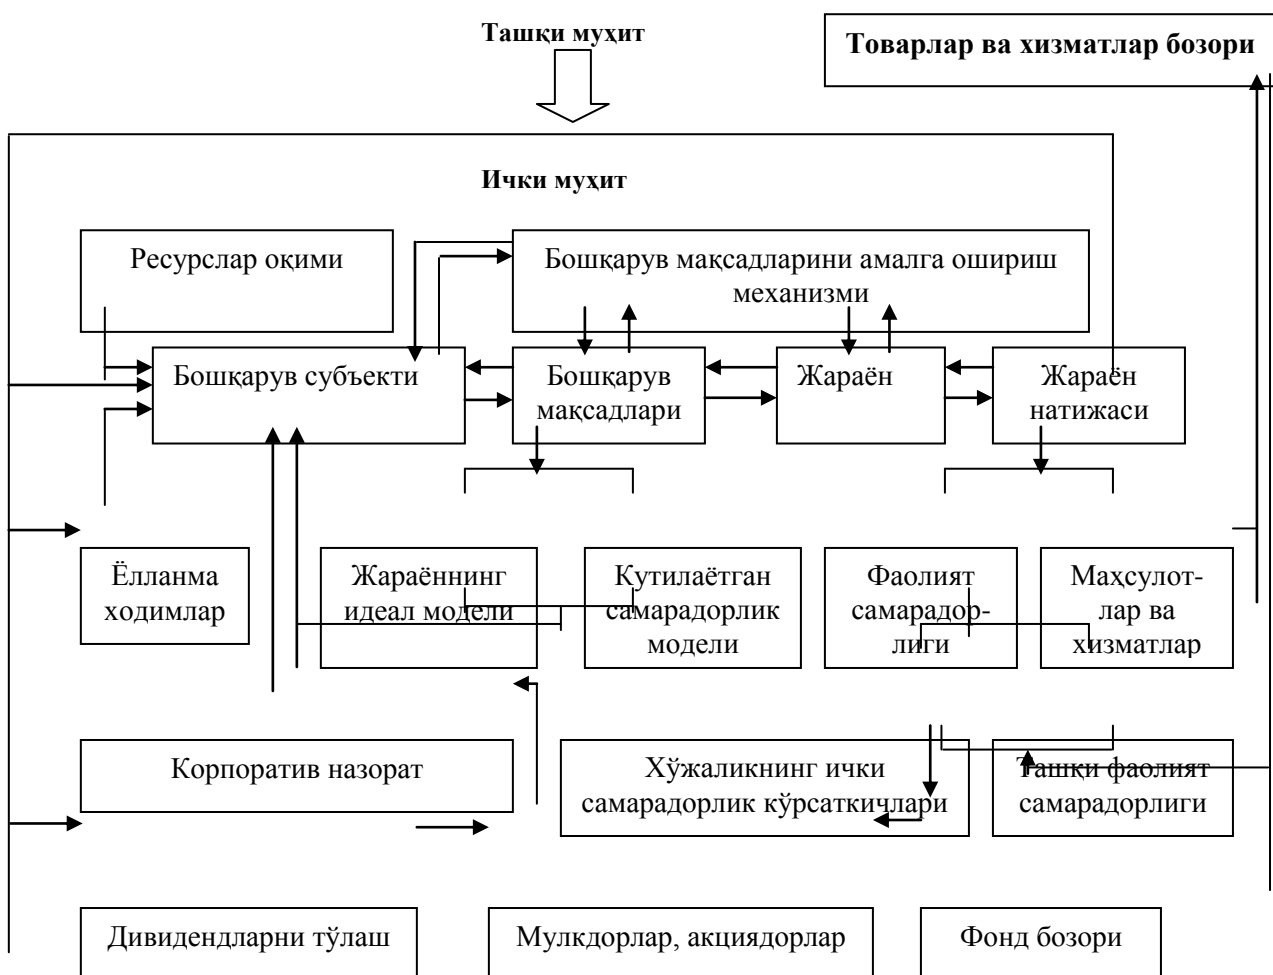 Ташқи муҳит
Товарлар ва хизматлар бозори
Ички муҳит
Ресурслар оқими
Бошқарув мақсадларини амалга ошириш
механизми
Бошқарув субъекти
Бошқарув
мақсадлари
Жараён
Жараён
натижаси
Ёлланма
ходимлар
Жараённинг
идеал модели
Кутилаётган
самарадорлик
модели
Фаолият
самарадор-
лиги
Маҳсулот-
лар ва
хизматлар
Корпоратив назорат
Хўжаликнинг ички
самарадорлик кўрсаткичлари
Ташқи фаолият
самарадорлиги
Дивидендларни тўлаш
Мулкдорлар, акциядорлар
Фонд бозори